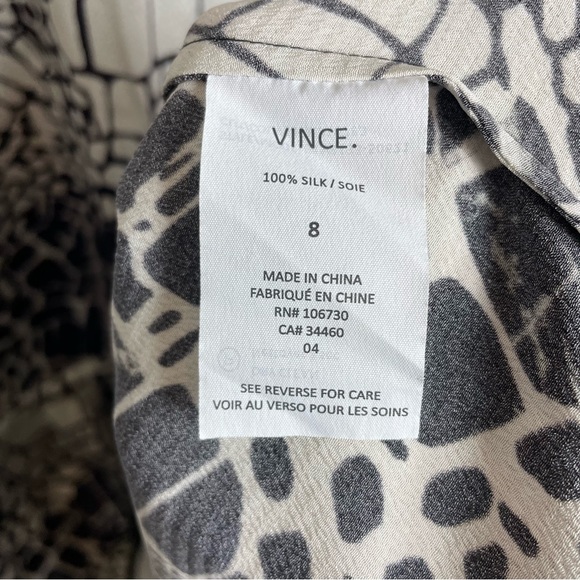 VINCE.
100% SILK / SOIE
8
MADE IN CHINA
FABRIQUÉ EN CHINE
RN# 106730
CA# 34460
04
SEE REVERSE FOR CARE
VOIR AU VERSO POUR LES SOINS